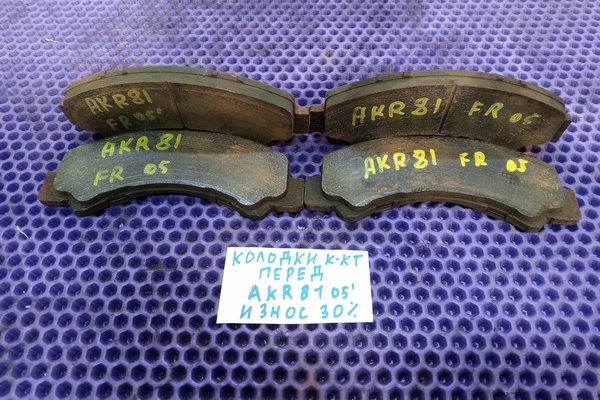 AKR81
FR 05'
AKR81 FR 05
AKR81
FR 05
AKR81 FR 05
КОЛОДКИ К-КТ
ПЕРЕД
AKR81 05'
ИЗНОС 30%